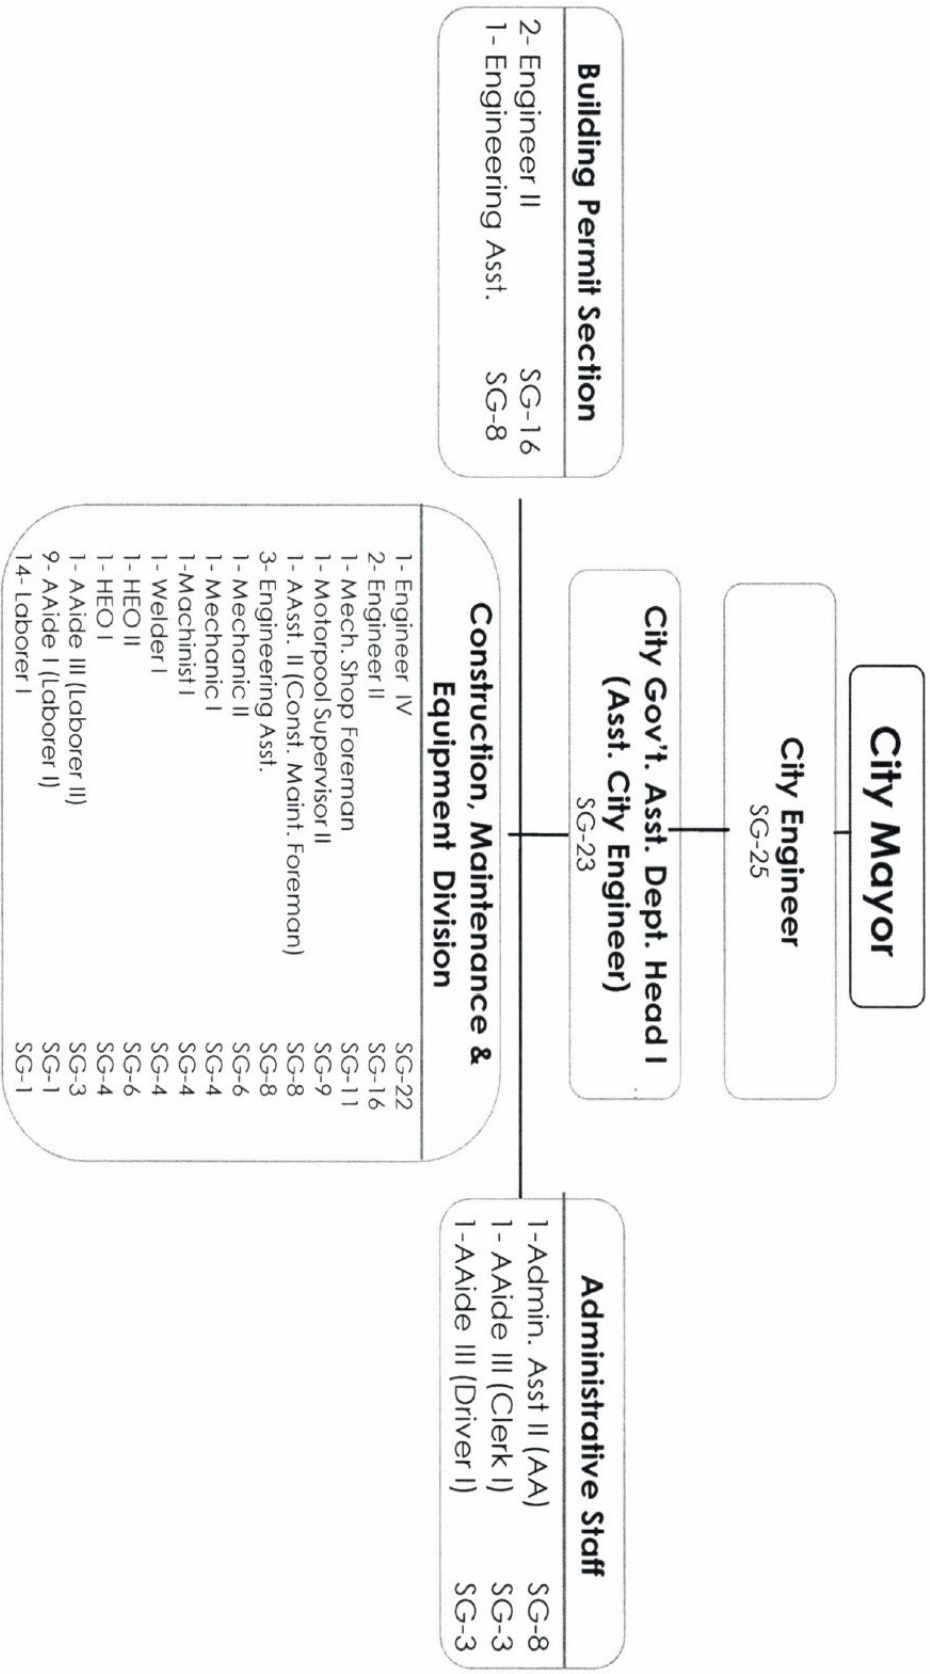 City Mayor
City Engineer
SG-25
City Gov't. Asst. Dept. Head I
(Asst. City Engineer)
SG-23
Building Permit Section
2- Engineer II SG-16
1- Engineering Asst. SG-8
Construction, Maintenance &
Equipment Division
1- Engineer IV SG-22
2- Engineer II SG-16
1- Mech. Shop Foreman SG-11
1- Motorpool Supervisor II SG-9
1- AAsst. II (Const. Maint. Foreman) SG-8
3- Engineering Asst. SG-8
1- Mechanic II SG-6
1- Mechanic I SG-4
1-Machinist I SG-4
1- Welder I SG-4
1- HEO II SG-6
1- HEO I SG-4
1- AAide III (Laborer II) SG-3
9- AAide I (Laborer I) SG-1
14- Laborer I SG-1
Administrative Staff
1-Admin. Asst II (AA) SG-8
1- AAide III (Clerk I) SG-3
1-AAide III (Driver I) SG-3